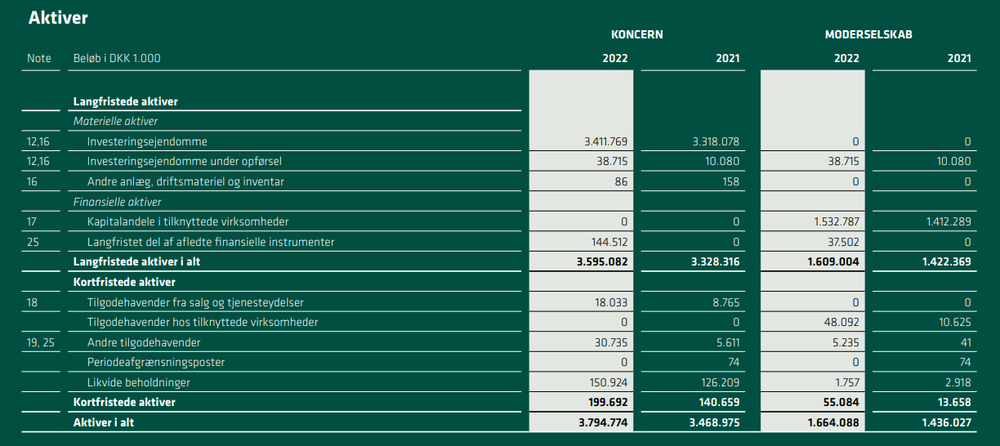 Aktiver
KONCERN MODERSELSKAB
Note Beløb i DKK 1.000 2022 2021 2022 2021
Langfristede aktiver
Materielle aktiver
12,16 Investeringsejendomme 3.411.769 3.318.078 0 0
12,16 Investeringsejendomme under opførsel 38.715 10.080 38.715 10.080
16 Andre anlæg, driftsmateriel og inventar 86 158 0 0
Finansielle aktiver
17 Kapitalandele i tilknyttede virksomheder 0 0 1.532.787 1.412.289
25 Langfristet del af afledte finansielle instrumenter 144.512 0 37.502 0
Langfristede aktiver i alt 3.595.082 3.328.316 1.609.004 1.422.369
Kortfristede aktiver
18 Tilgodehavender fra salg og tjenesteydelser 18.033 8.765 0 0
Tilgodehavender hos tilknyttede virksomheder 0 0 48.092 10.625
19, 25 Andre tilgodehavender 30.735 5.611 5.235 41
Periodeafgrænsningsposter 0 74 0 74
Likvide beholdninger 150.924 126.209 1.757 2.918
Kortfristede aktiver 199.692 140.659 55.084 13.658
Aktiver i alt 3.794.774 3.468.975 1.664.088 1.436.027